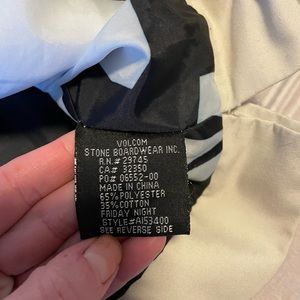 VOLCOM
STONE BOARDWEAR INC.
R.N.# 29745
CA# 32350
PO# 06552-00
MADE IN CHINA
65% POLYESTER
35% COTTON
FRIDAY NIGHT
STYLE#A153400
SEE REVERSE SIDE